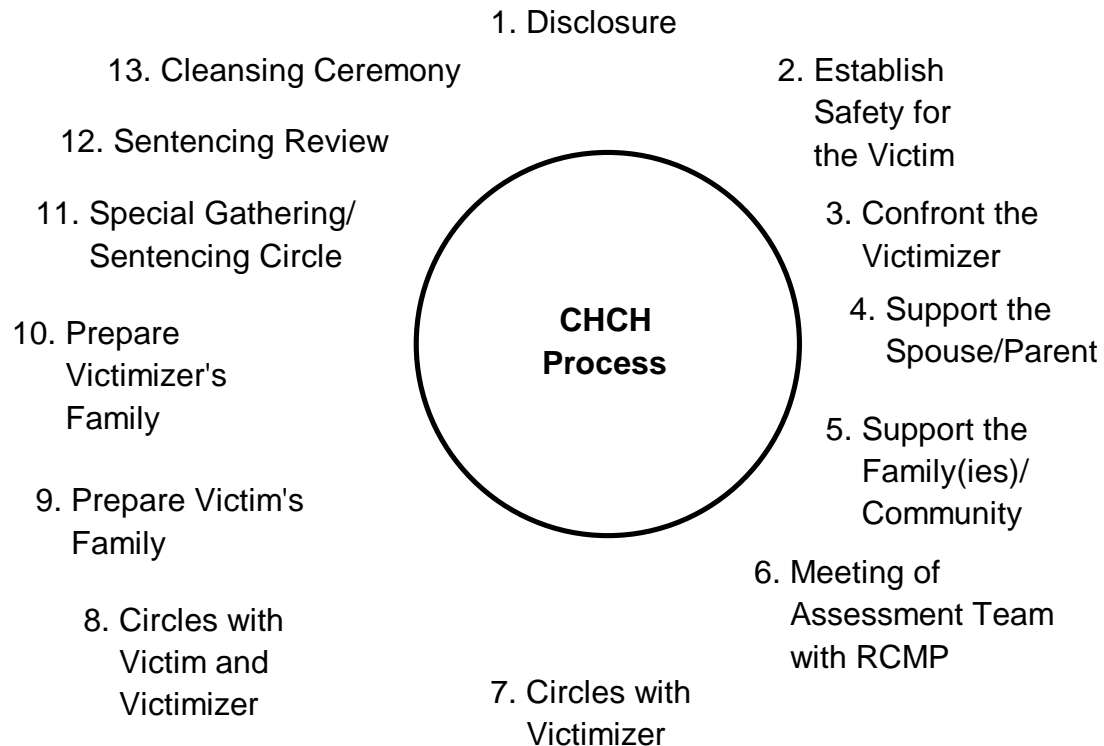 1. Disclosure
2. Establish
Safety for
the Victim
3. Confront the
Victimizer
4. Support the
Spouse/Parent
5. Support the
Family(ies)/
Community
6. Meeting of
Assessment Team
with RCMP
7. Circles with
Victimizer
8. Circles with
Victim and
Victimizer
9. Prepare Victim's
Family
10. Prepare
Victimizer's
Family
11. Special Gathering/
Sentencing Circle
12. Sentencing Review
13. Cleansing Ceremony
CHCH
Process